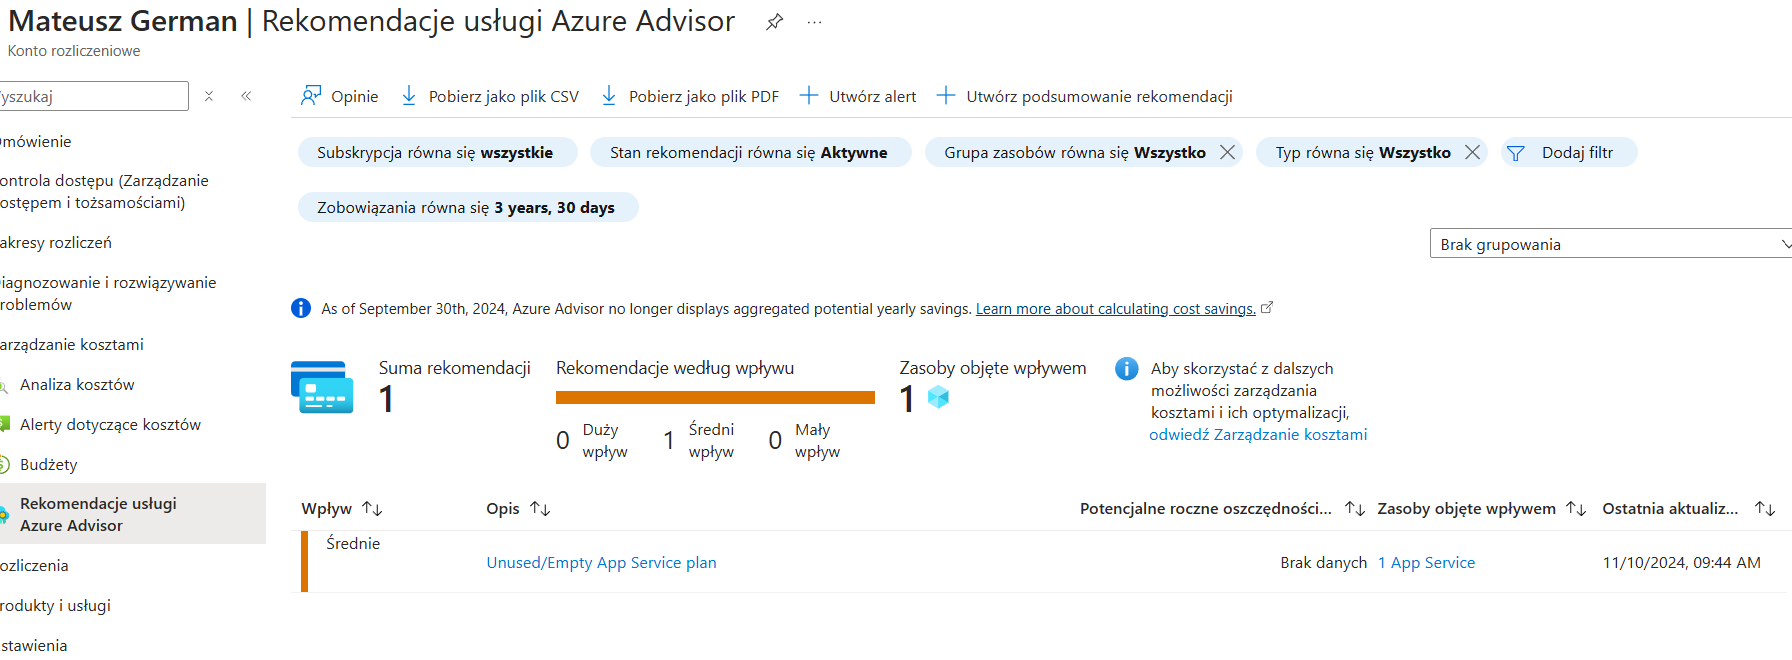 Mateusz German | Rekomendacje usługi Azure Advisor
Konto rozliczeniowe
yszukaj
Opinie
Pobierz jako plik CSV
Pobierz jako plik PDF
Utwórz alert
Utwórz podsumowanie rekomendacji
mówienie
ontrola dostępu (Zarządzanie
ostępem i tożsamościami)
akresy rozliczeń
iagnozowanie i rozwiązywanie
roblemów
arządzanie kosztami
Analiza kosztów
Alerty dotyczące kosztów
Budżety
Rekomendacje usługi
Azure Advisor
ozliczenia
rodukty i usługi
stawienia
Subskrypcja równa się wszystkie
Stan rekomendacji równa się Aktywne
Grupa zasobów równa się Wszystko
Typ równa się Wszystko
Dodaj filtr
Zobowiązania równa się 3 years, 30 days
Brak grupowania
As of September 30th, 2024, Azure Advisor no longer displays aggregated potential yearly savings. Learn more about calculating cost savings.
Suma rekomendacji
1
Rekomendacje według wpływu
0 Duży
wpływ
1 Średni
wpływ
0 Mały
wpływ
Zasoby objęte wpływem
1
Aby skorzystać z dalszych
możliwości zarządzania
kosztami i ich optymalizacji,
odwiedź Zarządzanie kosztami
Wpływ
Opis
Potencjalne roczne oszczędności...
Zasoby objęte wpływem
Ostatnia aktualiz...
Średnie
Unused/Empty App Service plan
Brak danych
1 App Service
11/10/2024, 09:44 AM